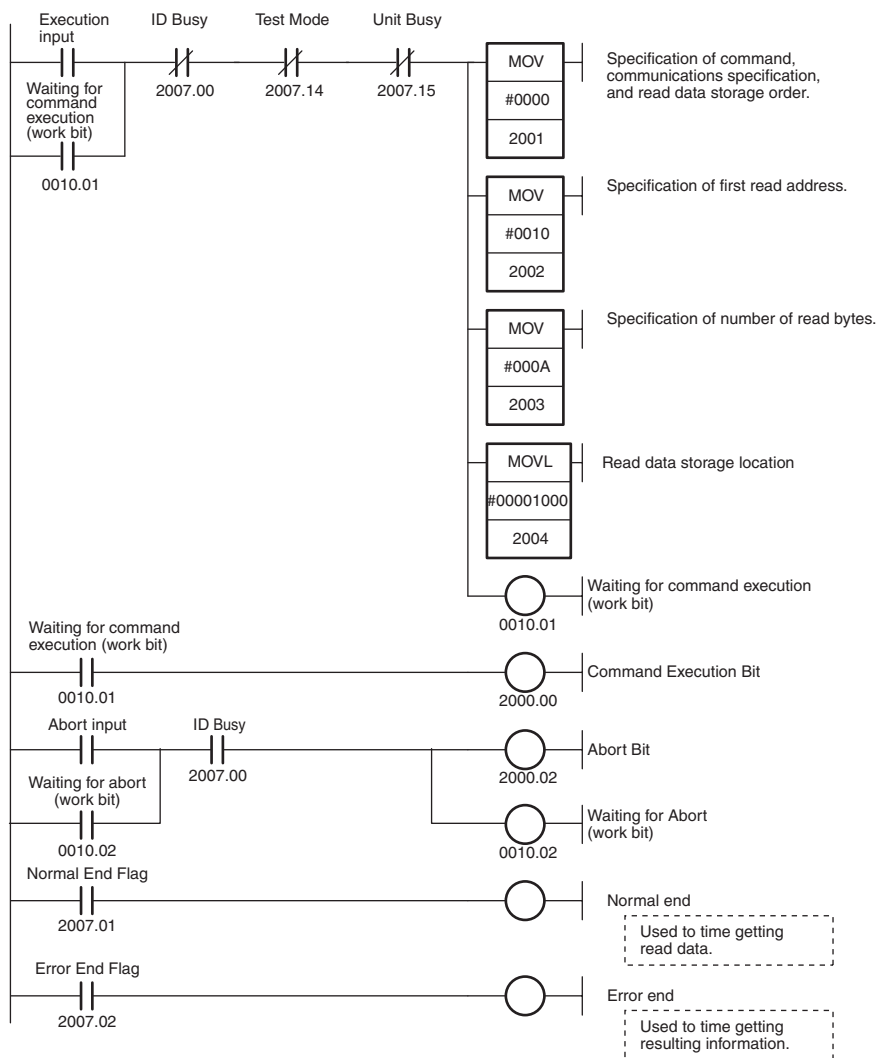 Execution
input
ID Busy
Test Mode
Unit Busy
2007.00
2007.14
2007.15
MOV
#0000
2001
Specification of command,
communications specification,
and read data storage order.
Waiting for
command
execution
(work bit)
0010.01
MOV
#0010
2002
Specification of first read address.
MOV
#000A
2003
Specification of number of read bytes.
MOVL
#00001000
2004
Read data storage location
Waiting for command execution
(work bit)
0010.01
Waiting for command
execution (work bit)
0010.01
2000.00
Command Execution Bit
Abort input
ID Busy
2007.00
2000.02
Abort Bit
Waiting for abort
(work bit)
0010.02
0010.02
Waiting for Abort
(work bit)
Normal End Flag
2007.01
Normal end
Used to time getting
read data.
Error End Flag
2007.02
Error end
Used to time getting
resulting information.